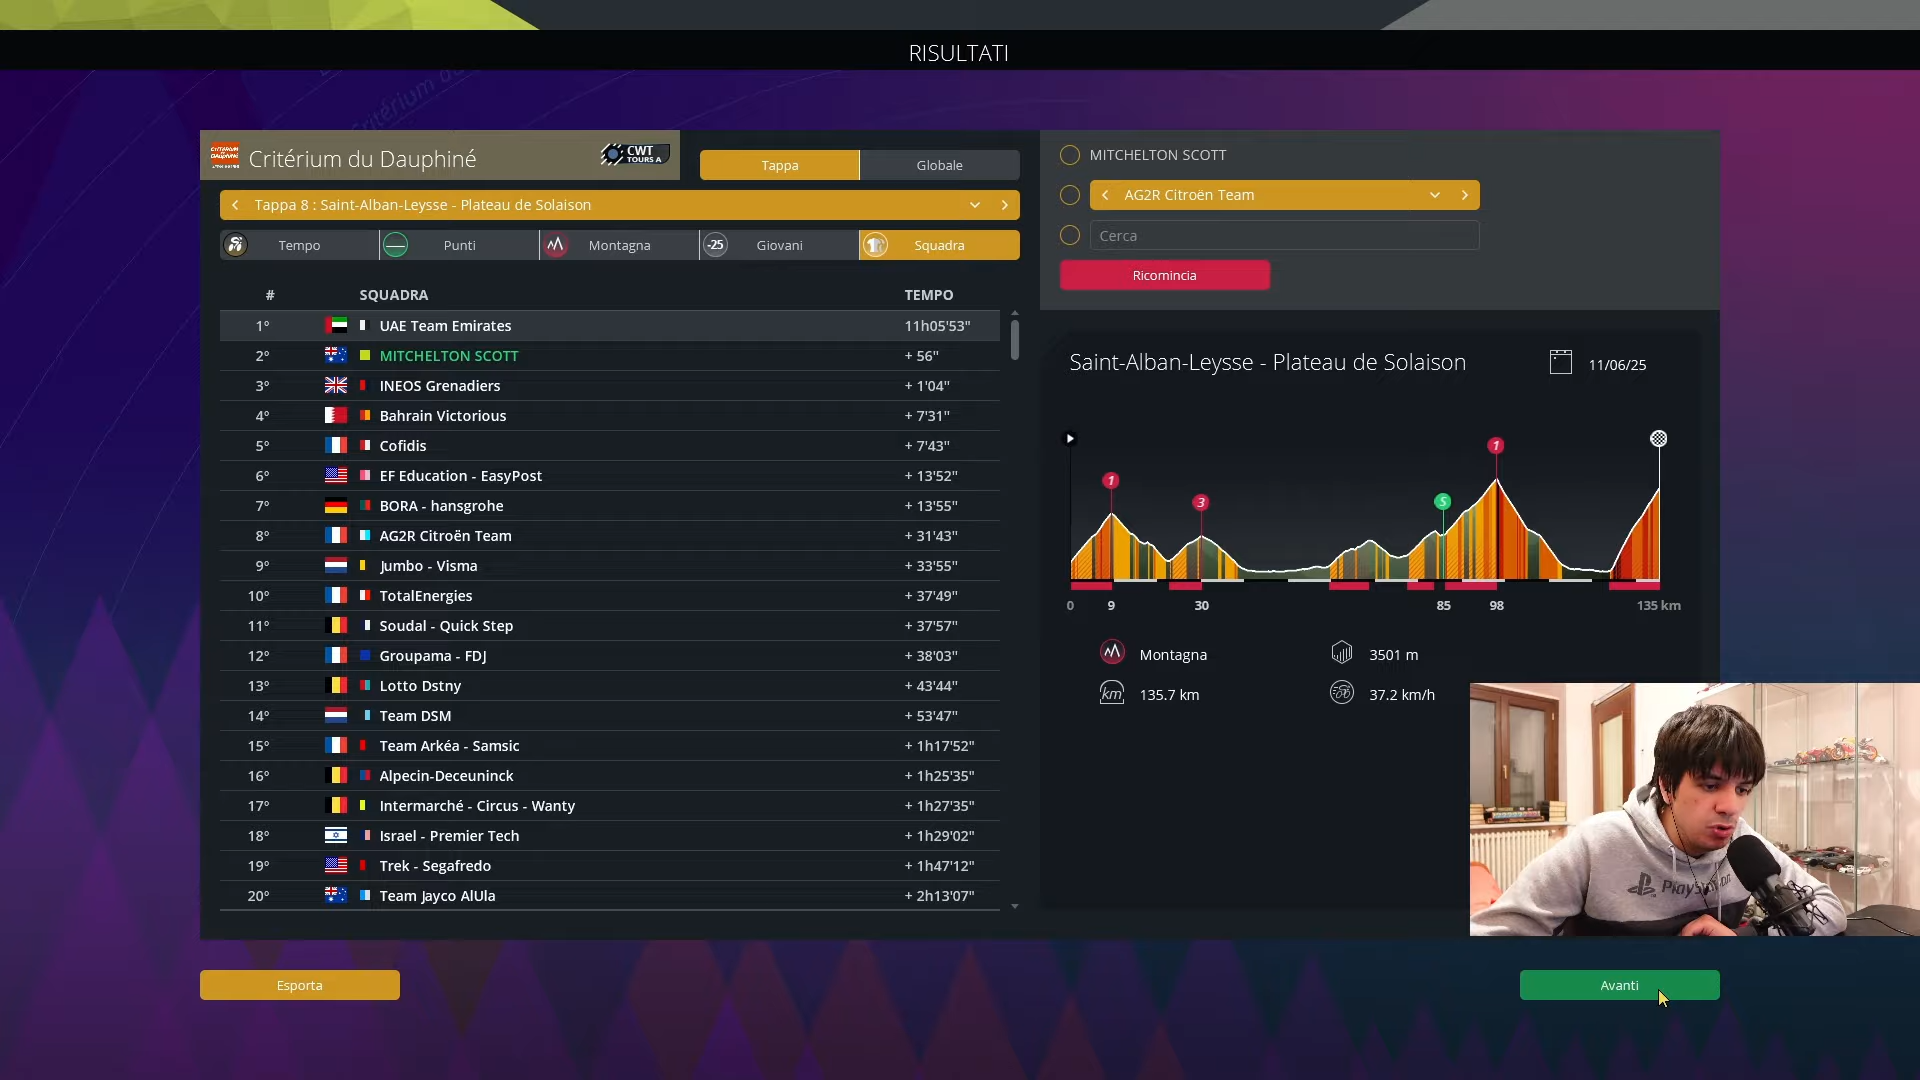 RISULTATI
Critérium du Dauphiné
CWT
TOURS A
Tappa
Globale
Tappa 8 : Saint-Alban-Leysse - Plateau de Solaison
Tempo
Punti
Montagna
-25
Giovani
Squadra
# SQUADRA TEMPO
1° UAE Team Emirates 11h05'53"
2° MITCHELTON SCOTT + 56"
3° INEOS Grenadiers + 1'04"
4° Bahrain Victorious + 7'31"
5° Cofidis + 7'43"
6° EF Education - EasyPost + 13'52"
7° BORA - hansgrohe + 13'55"
8° AG2R Citroën Team + 31'43"
9° Jumbo - Visma + 33'55"
10° TotalEnergies + 37'49"
11° Soudal - Quick Step + 37'57"
12° Groupama - FDJ + 38'03"
13° Lotto Dstny + 43'44"
14° Team DSM + 53'47"
15° Team Arkéa - Samsic + 1h17'52"
16° Alpecin-Deceuninck + 1h25'35"
17° Intermarché - Circus - Wanty + 1h27'35"
18° Israel - Premier Tech + 1h29'02"
19° Trek - Segafredo + 1h47'12"
20° Team Jayco AlUla + 2h13'07"
Esporta
MITCHELTON SCOTT
AG2R Citroën Team
Cerca
Ricomincia
Saint-Alban-Leysse - Plateau de Solaison
11/06/25
1
3
S
1
0 9 30 85 98 135 km
Montagna
3501 m
km 135.7 km
37.2 km/h
PlayStation
Avanti